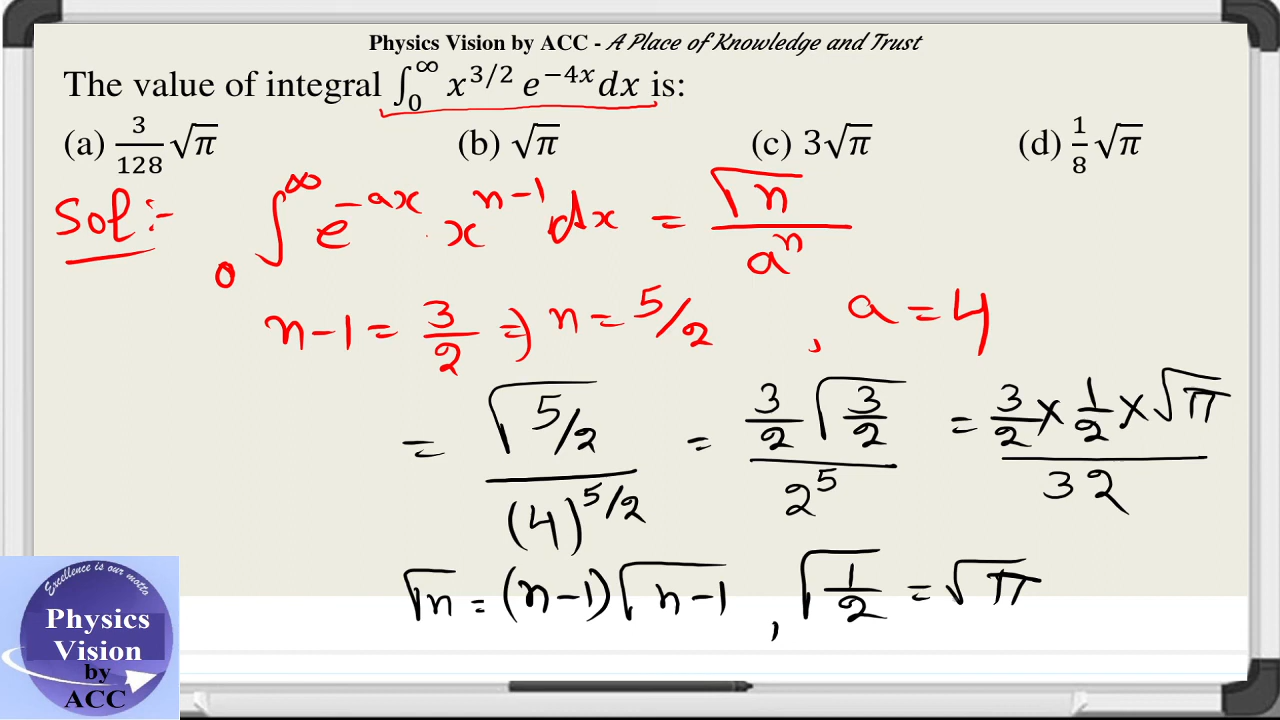 Physics Vision by ACC - A Place of Knowledge and Trust
The value of integral ∫₀^∞ x^{3/2} e^{−4x} dx is:
(a) 3/128 √π (b) √π (c) 3√π (d) 1/8 √π
Sol:- ∫₀^∞ e^{-ax} . x^{n-1} dx = Γn / a^n
n-1 = 3/2 ⇒ n = 5/2 , a = 4
= Γ5/2 / (4)^{5/2} = 3/2 Γ3/2 / 2^5 = 3/2 × 1/2 × √π / 32
Γn = (n-1) Γn-1 , Γ1/2 = √π
Excellence is our motto
Physics
Vision
by
ACC